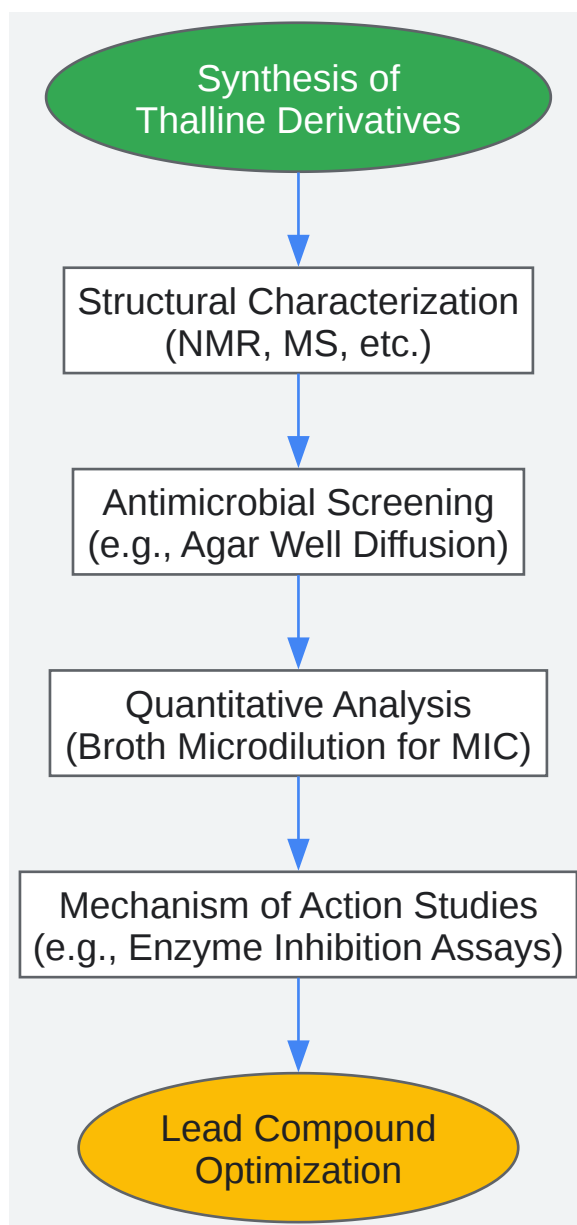 Synthesis of
Thalline Derivatives
Structural Characterization
(NMR, MS, etc.)
Antimicrobial Screening
(e.g., Agar Well Diffusion)
Quantitative Analysis
(Broth Microdilution for MIC)
Mechanism of Action Studies
(e.g., Enzyme Inhibition Assays)
Lead Compound
Optimization